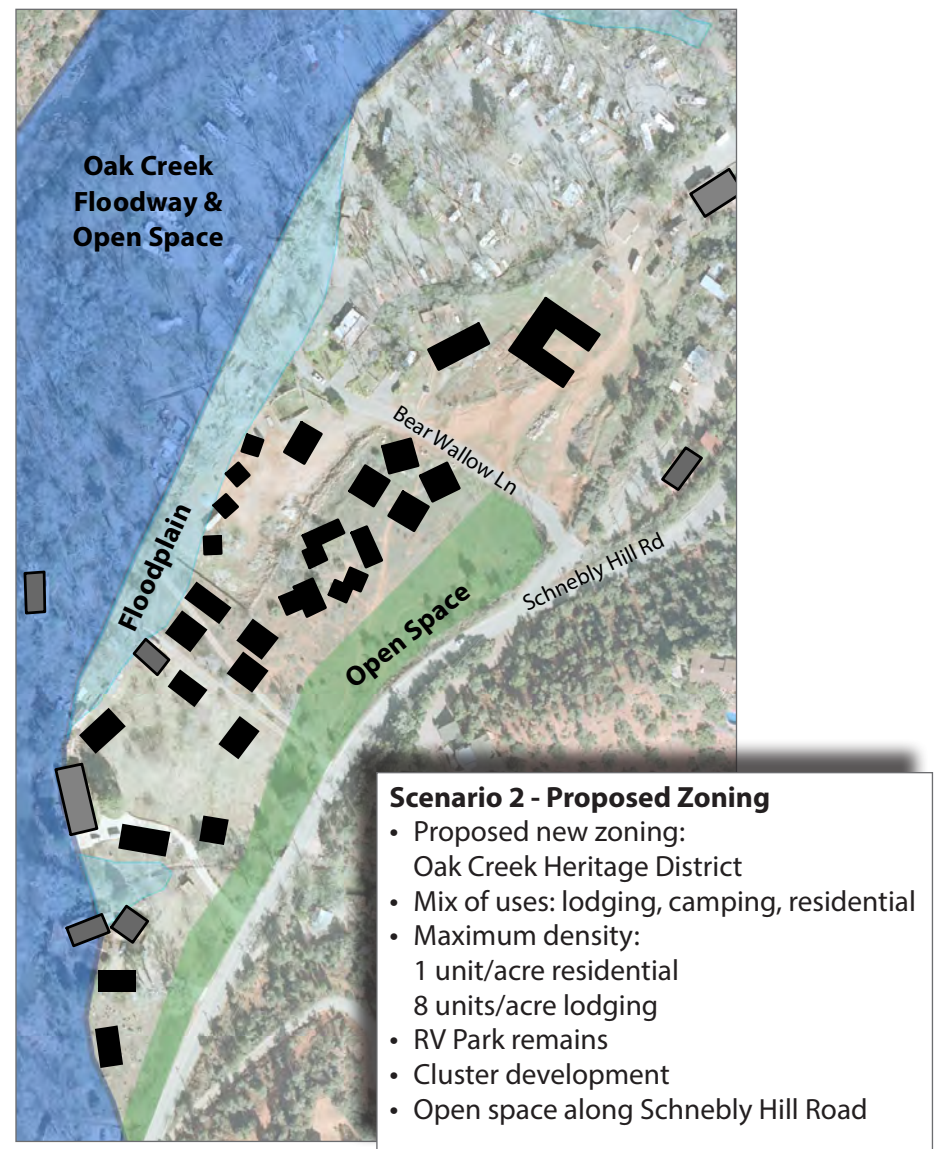 Oak Creek
Floodway &
Open Space
Bear Wallow Ln
Floodplain
Schnebly Hill Rd
Open Space
Scenario 2 - Proposed Zoning
• Proposed new zoning:
Oak Creek Heritage District
• Mix of uses: lodging, camping, residential
• Maximum density:
1 unit/acre residential
8 units/acre lodging
• RV Park remains
• Cluster development
• Open space along Schnebly Hill Road